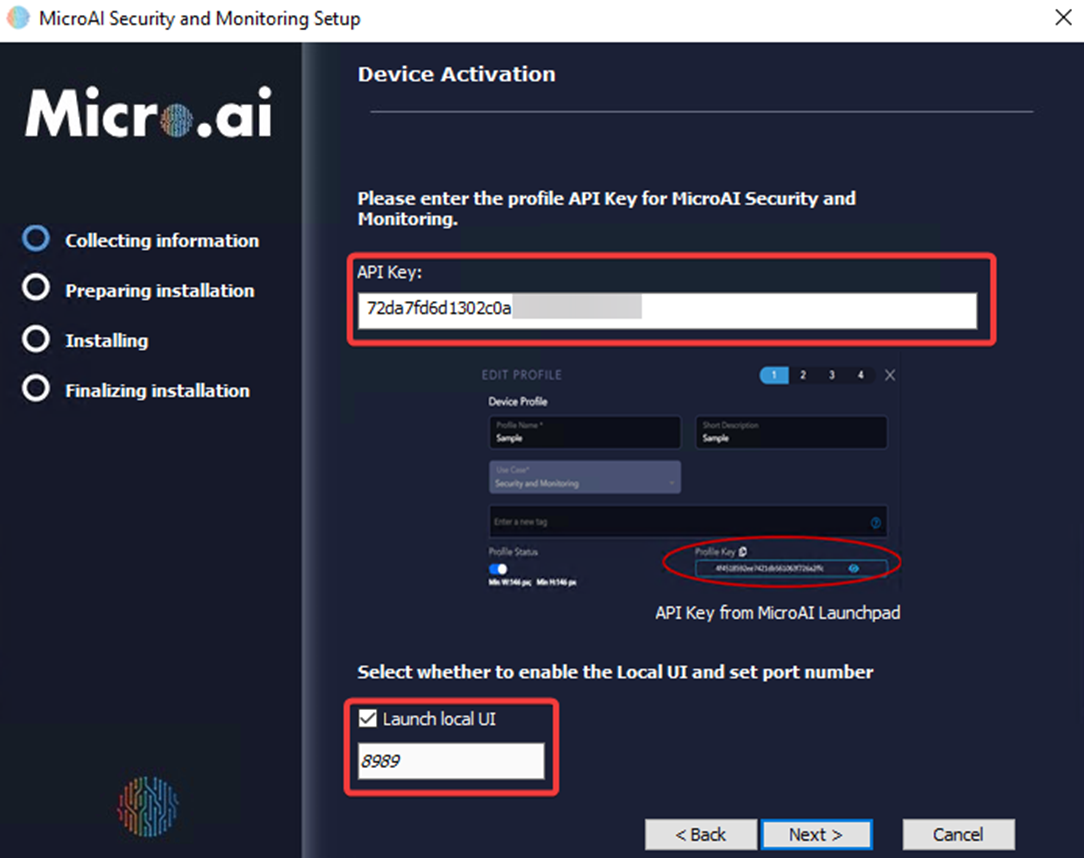 MicroAI Security and Monitoring Setup
Micro.ai
Device Activation
Please enter the profile API Key for MicroAI Security and
Monitoring.
Collecting information
Preparing installation
Installing
Finalizing installation
API Key:
72da7fd6d1302c0a
EDIT PROFILE
1 2 3 4
Device Profile
Profile Name *
Sample
Short Description
Sample
Use Case*
Security and Monitoring
Enter a new tag
Profile Status
Min W:146 px; Min H:146 px
Profile Key
API Key from MicroAI Launchpad
Select whether to enable the Local UI and set port number
Launch local UI
8989
< Back
Next >
Cancel